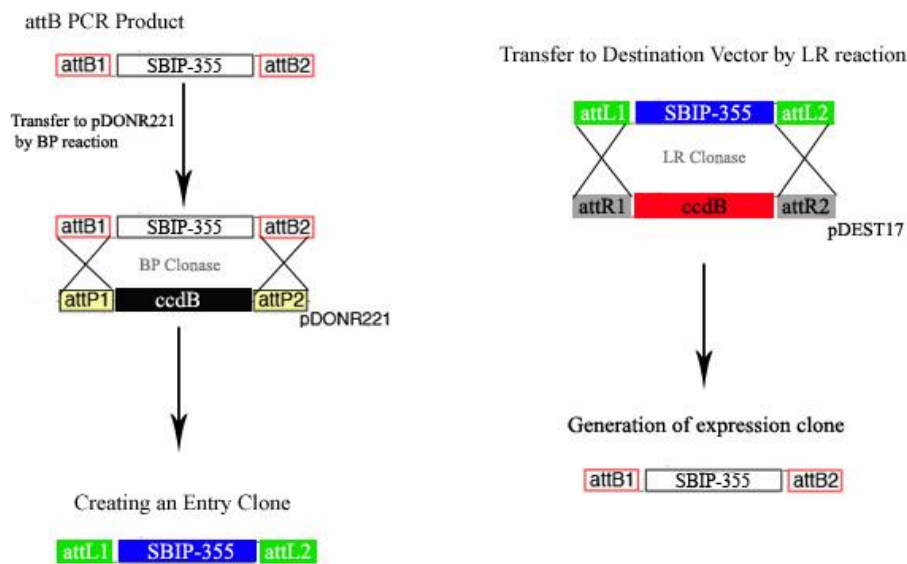 attB PCR Product
attB1 SBIP-355 attB2
Transfer to pDONR221
by BP reaction
attB1 SBIP-355 attB2
BP Clonase
attP1 ccdB attP2
pDONR221
Creating an Entry Clone
attL1 SBIP-355 attL2
Transfer to Destination Vector by LR reaction
attL1 SBIP-355 attL2
LR Clonase
attR1 ccdB attR2
pDEST17
Generation of expression clone
attB1 SBIP-355 attB2